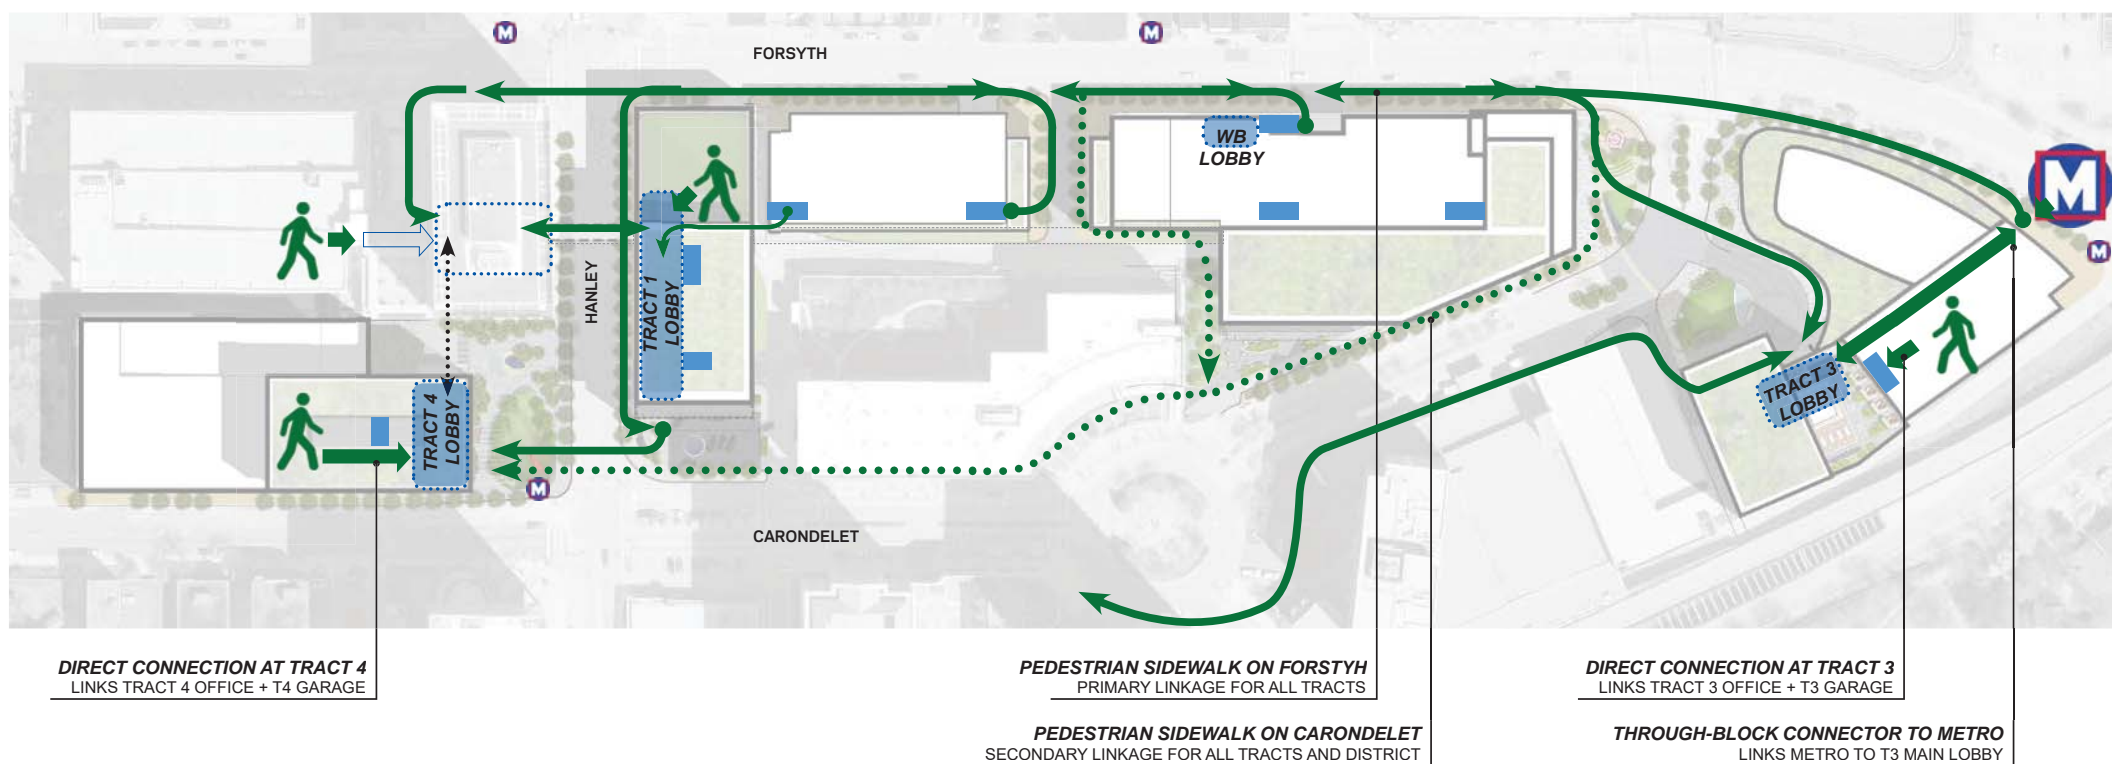 M
M
FORSYTH
WB
LOBBY
M
M
HANLEY
TRACT 1
LOBBY
TRACT 3
LOBBY
TRACT 4
LOBBY
M
CARONDELET
DIRECT CONNECTION AT TRACT 4
LINKS TRACT 4 OFFICE + T4 GARAGE
PEDESTRIAN SIDEWALK ON FORSTYH
PRIMARY LINKAGE FOR ALL TRACTS
DIRECT CONNECTION AT TRACT 3
LINKS TRACT 3 OFFICE + T3 GARAGE
PEDESTRIAN SIDEWALK ON CARONDELET
SECONDARY LINKAGE FOR ALL TRACTS AND DISTRICT
THROUGH-BLOCK CONNECTOR TO METRO
LINKS METRO TO T3 MAIN LOBBY